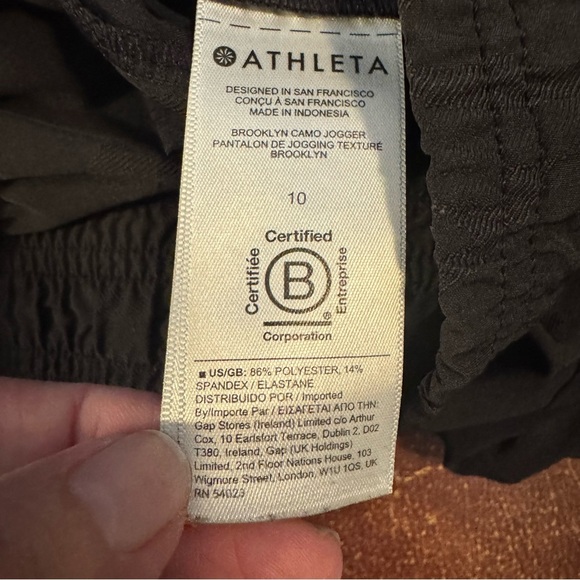 ATHLETA
DESIGNED IN SAN FRANCISCO
CONÇU À SAN FRANCISCO
MADE IN INDONESIA
BROOKLYN CAMO JOGGER
PANTALON DE JOGGING TEXTURÉ
BROOKLYN
10
Certified
Certifiée
B
Entreprise
®
Corporation
■ US/GB: 86% POLYESTER, 14%
SPANDEX / ELASTANE
DISTRIBUIDO POR / Imported
By/Importe Par / ΕΙΣΑΓΕΤΑΙ ΑΠΟ ΤΗΝ:
Gap Stores (Ireland) Limited c/o Arthur
Cox, 10 Earlsfort Terrace, Dublin 2, D02
T380, Ireland, Gap (UK Holdings)
Limited, 2nd Floor Nations House, 103
Wigmore Street, London, W1U 1QS, UK
RN 54023